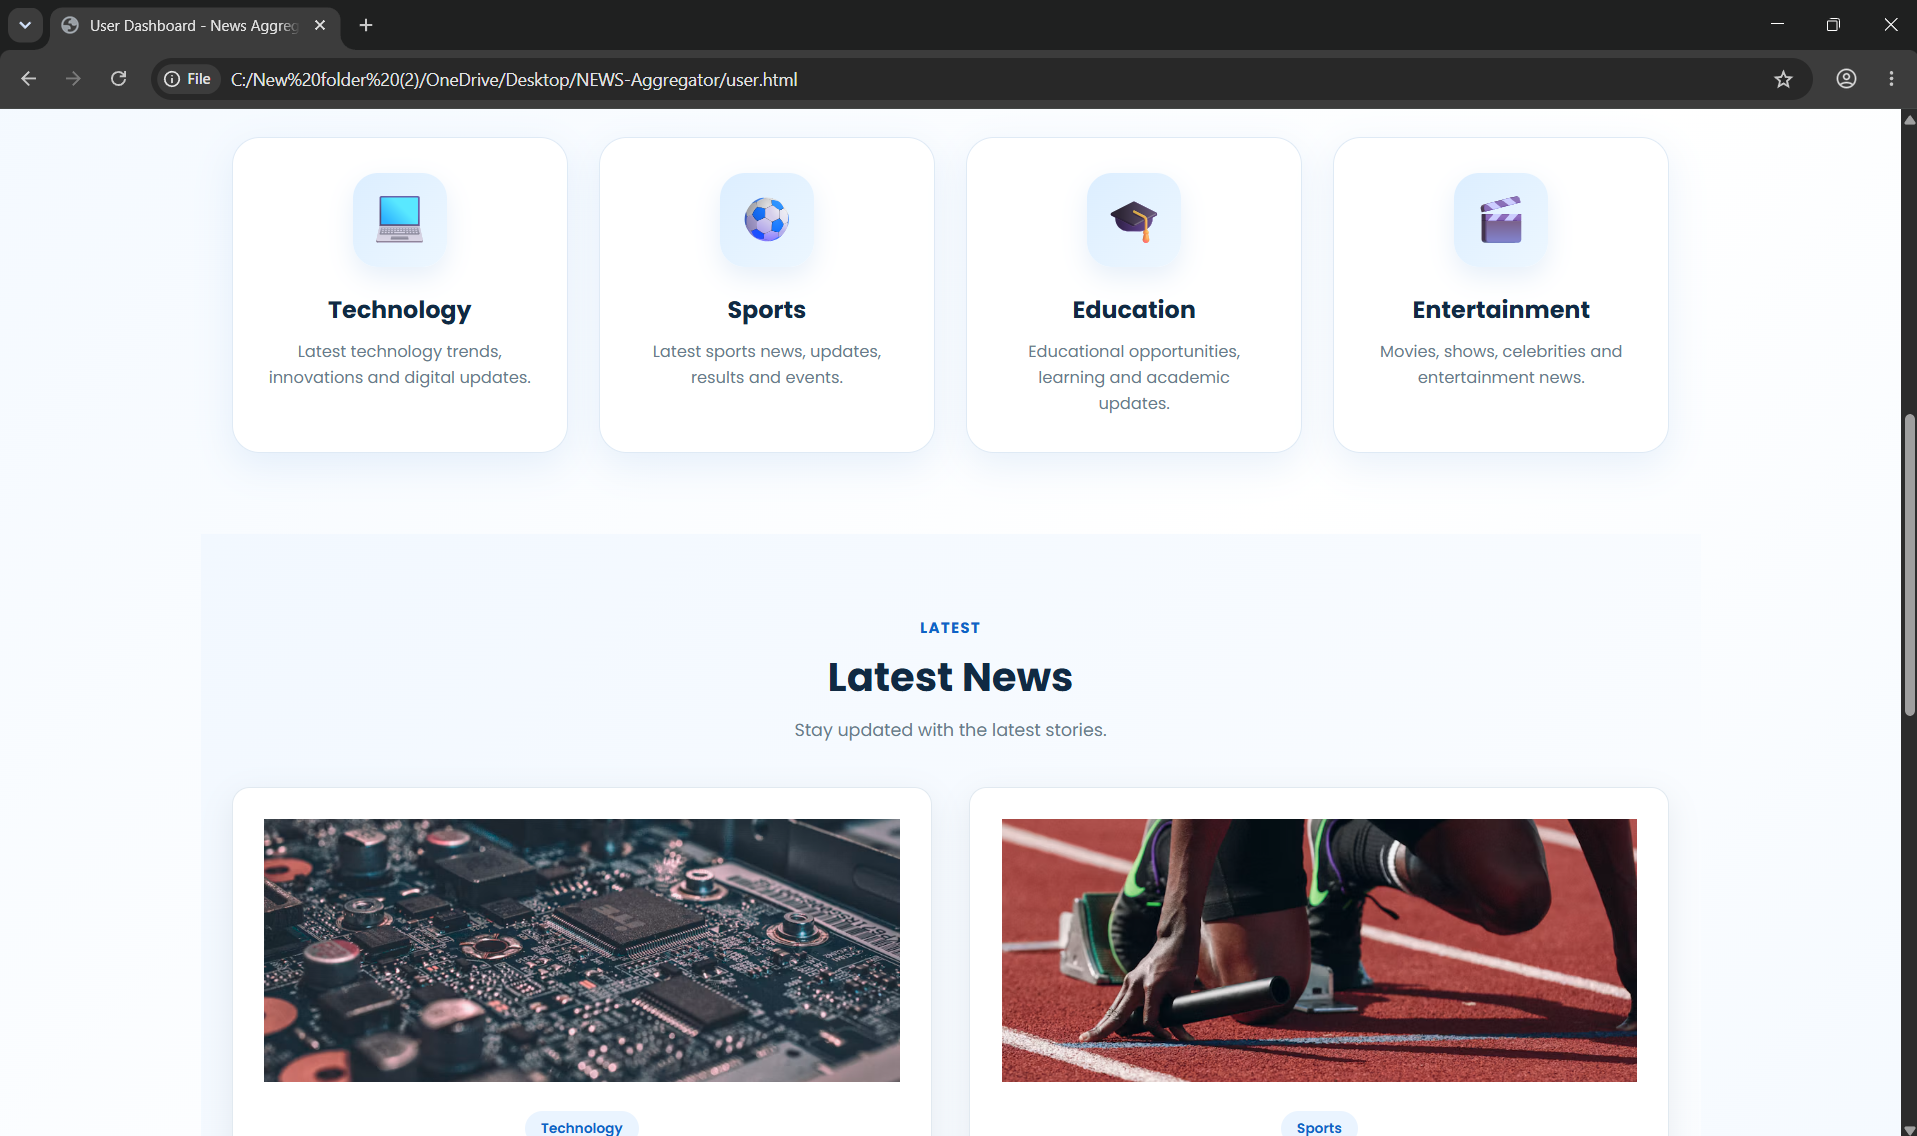 User Dashboard - News Aggreg
File
C:/New%20folder%20(2)/OneDrive/Desktop/NEWS-Aggregator/user.html
Technology
Latest technology trends,
innovations and digital updates.
Sports
Latest sports news, updates,
results and events.
Education
Educational opportunities,
learning and academic
updates.
Entertainment
Movies, shows, celebrities and
entertainment news.
LATEST
Latest News
Stay updated with the latest stories.
Technology
Sports